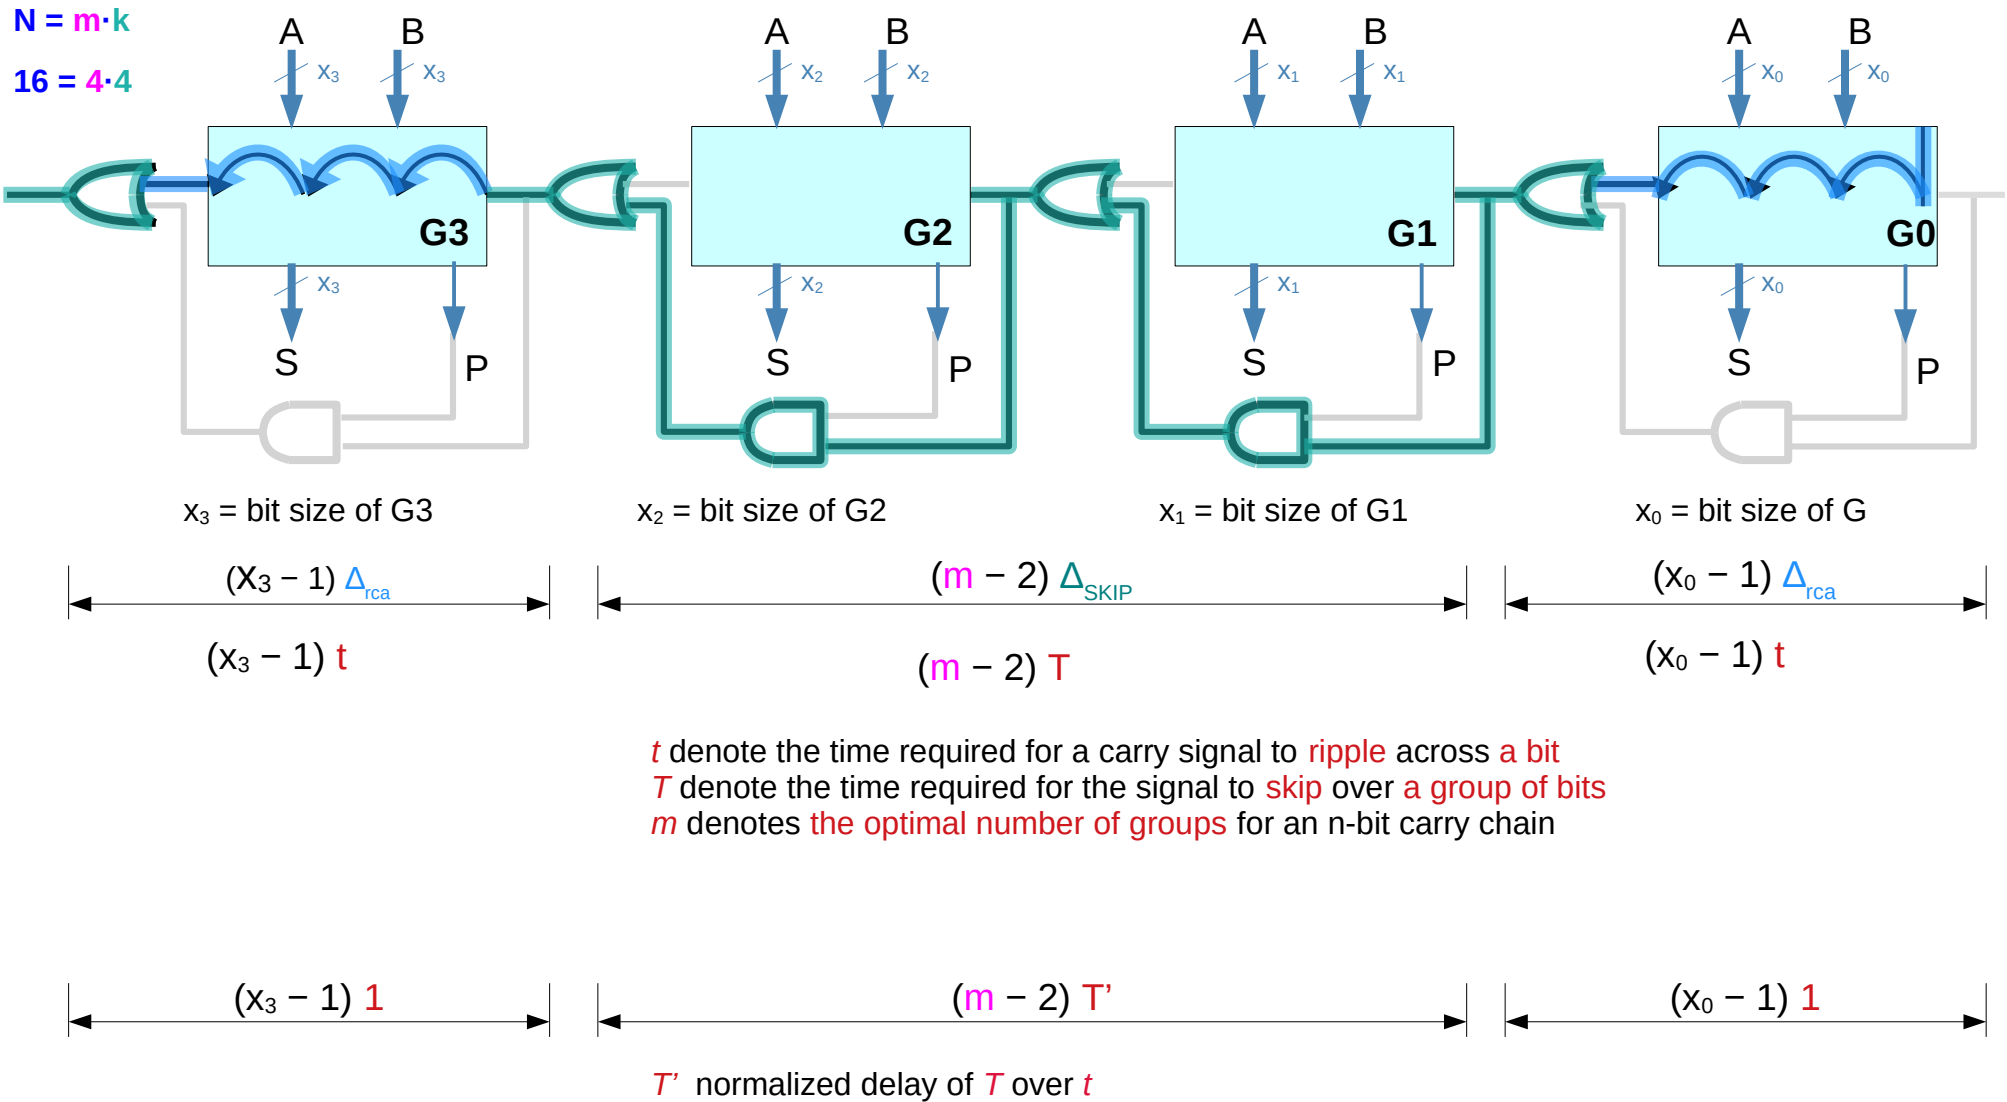 N = m·k
16 = 4·4
A B A B A B A B
x3 x3 x2 x2 x1 x1 x0 x0
G3 G2 G1 G0
x3 x2 x1 x0
S P S P S P S P
x3 = bit size of G3 x2 = bit size of G2 x1 = bit size of G1 x0 = bit size of G
(x3 − 1) Δrca (m − 2) ΔSKIP (x0 − 1) Δrca
(x3 − 1) t (m − 2) T (x0 − 1) t
t denote the time required for a carry signal to ripple across a bit
T denote the time required for the signal to skip over a group of bits
m denotes the optimal number of groups for an n-bit carry chain
(x3 − 1) 1 (m − 2) T’ (x0 − 1) 1
T’ normalized delay of T over t